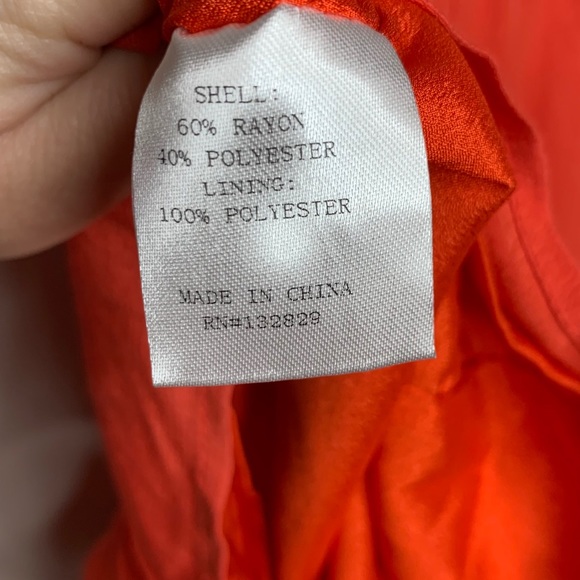 SHELL:
60% RAYON
40% POLYESTER
LINING:
100% POLYESTER
MADE IN CHINA
RN#132829